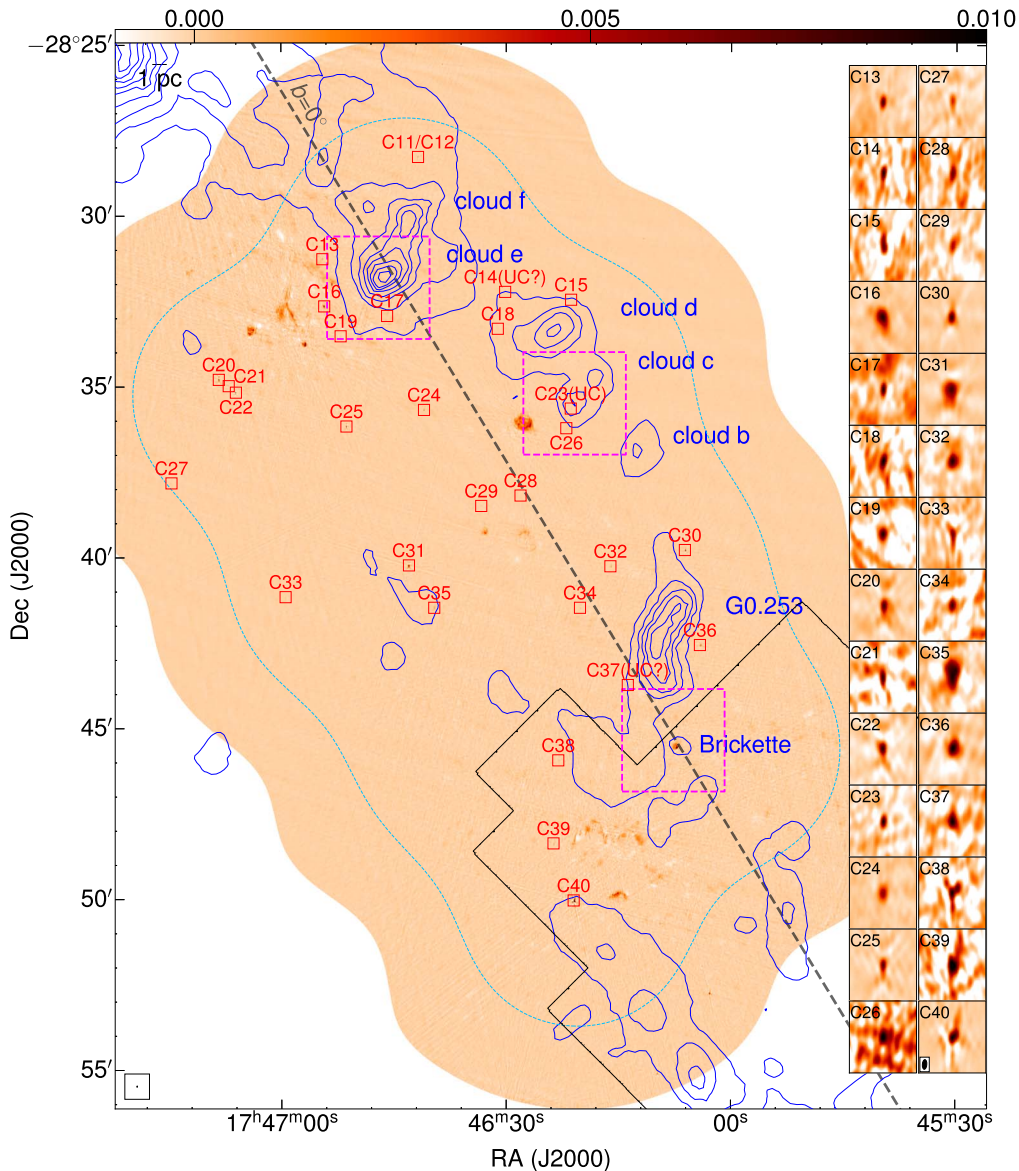 0.000 0.005 0.010
−28°25′
1 pc
b=0°
C11/C12
cloud f
30′
C13
cloud e
C14(UC?)
C15
C16
C17
C18
cloud d
C19
cloud c
C20
C21
35′
C22
C23(UC)
C24
C25
C26
cloud b
C27
C28
C29
C30
40′
C31
C32
C33
C34
C35
G0.253
C36
C37(UC?)
45′
C38
Brickette
C39
50′
C40
55′
C13 C27
C14 C28
C15 C29
C16 C30
C17 C31
C18 C32
C19 C33
C20 C34
C21 C35
C22 C36
C23 C37
C24 C38
C25 C39
C26 C40
17ʰ47ᵐ00ˢ 46ᵐ30ˢ 00ˢ 45ᵐ30ˢ
RA (J2000)
Dec (J2000)